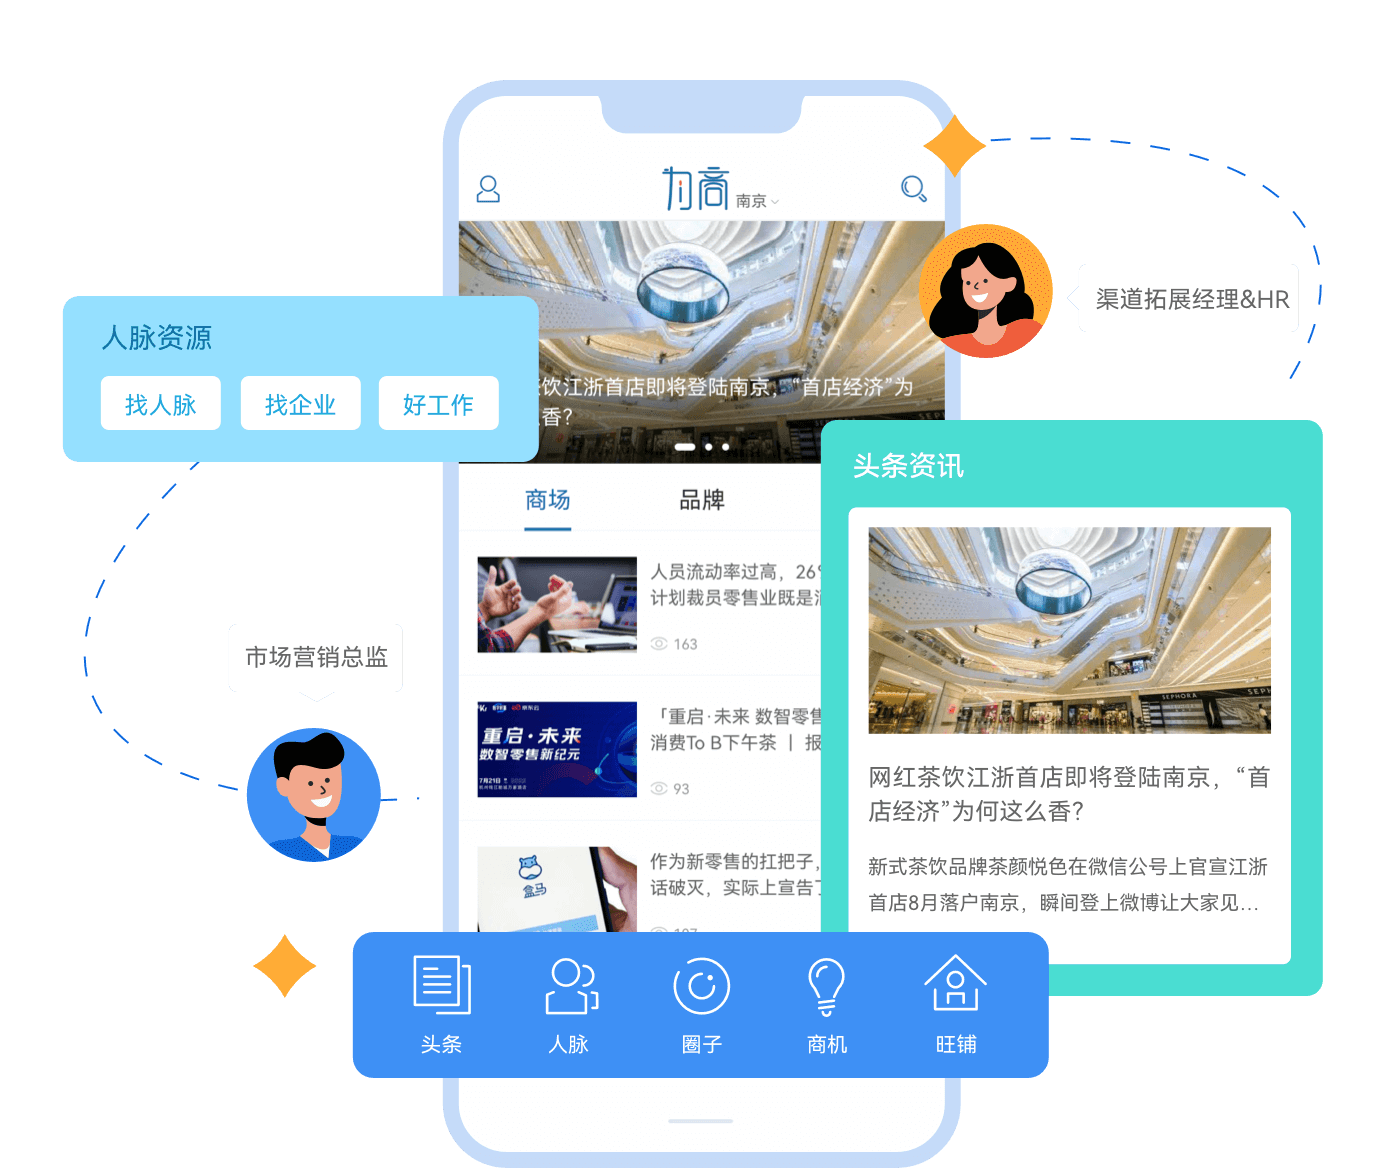 为商
南京
渠道拓展经理&HR
人脉资源
找人脉
找企业
好工作
饮江浙首店即将登陆南京，“首店经济”为
香？
商场
品牌
头条资讯
SEPHORA
SEP
人员流动率过高，26%
计划裁员零售业既是
163
市场营销总监
重启·未来
数智零售新纪元
7月21日
「重启·未来 数智零售
消费To B下午茶 丨 报
93
网红茶饮江浙首店即将登陆南京，“首
店经济”为何这么香？
新式茶饮品牌茶颜悦色在微信公号上官宣江浙
首店8月落户南京，瞬间登上微博让大家见...
盒马
作为新零售的扛把子，
话破灭，实际上宣告了
头条
人脉
圈子
商机
旺铺